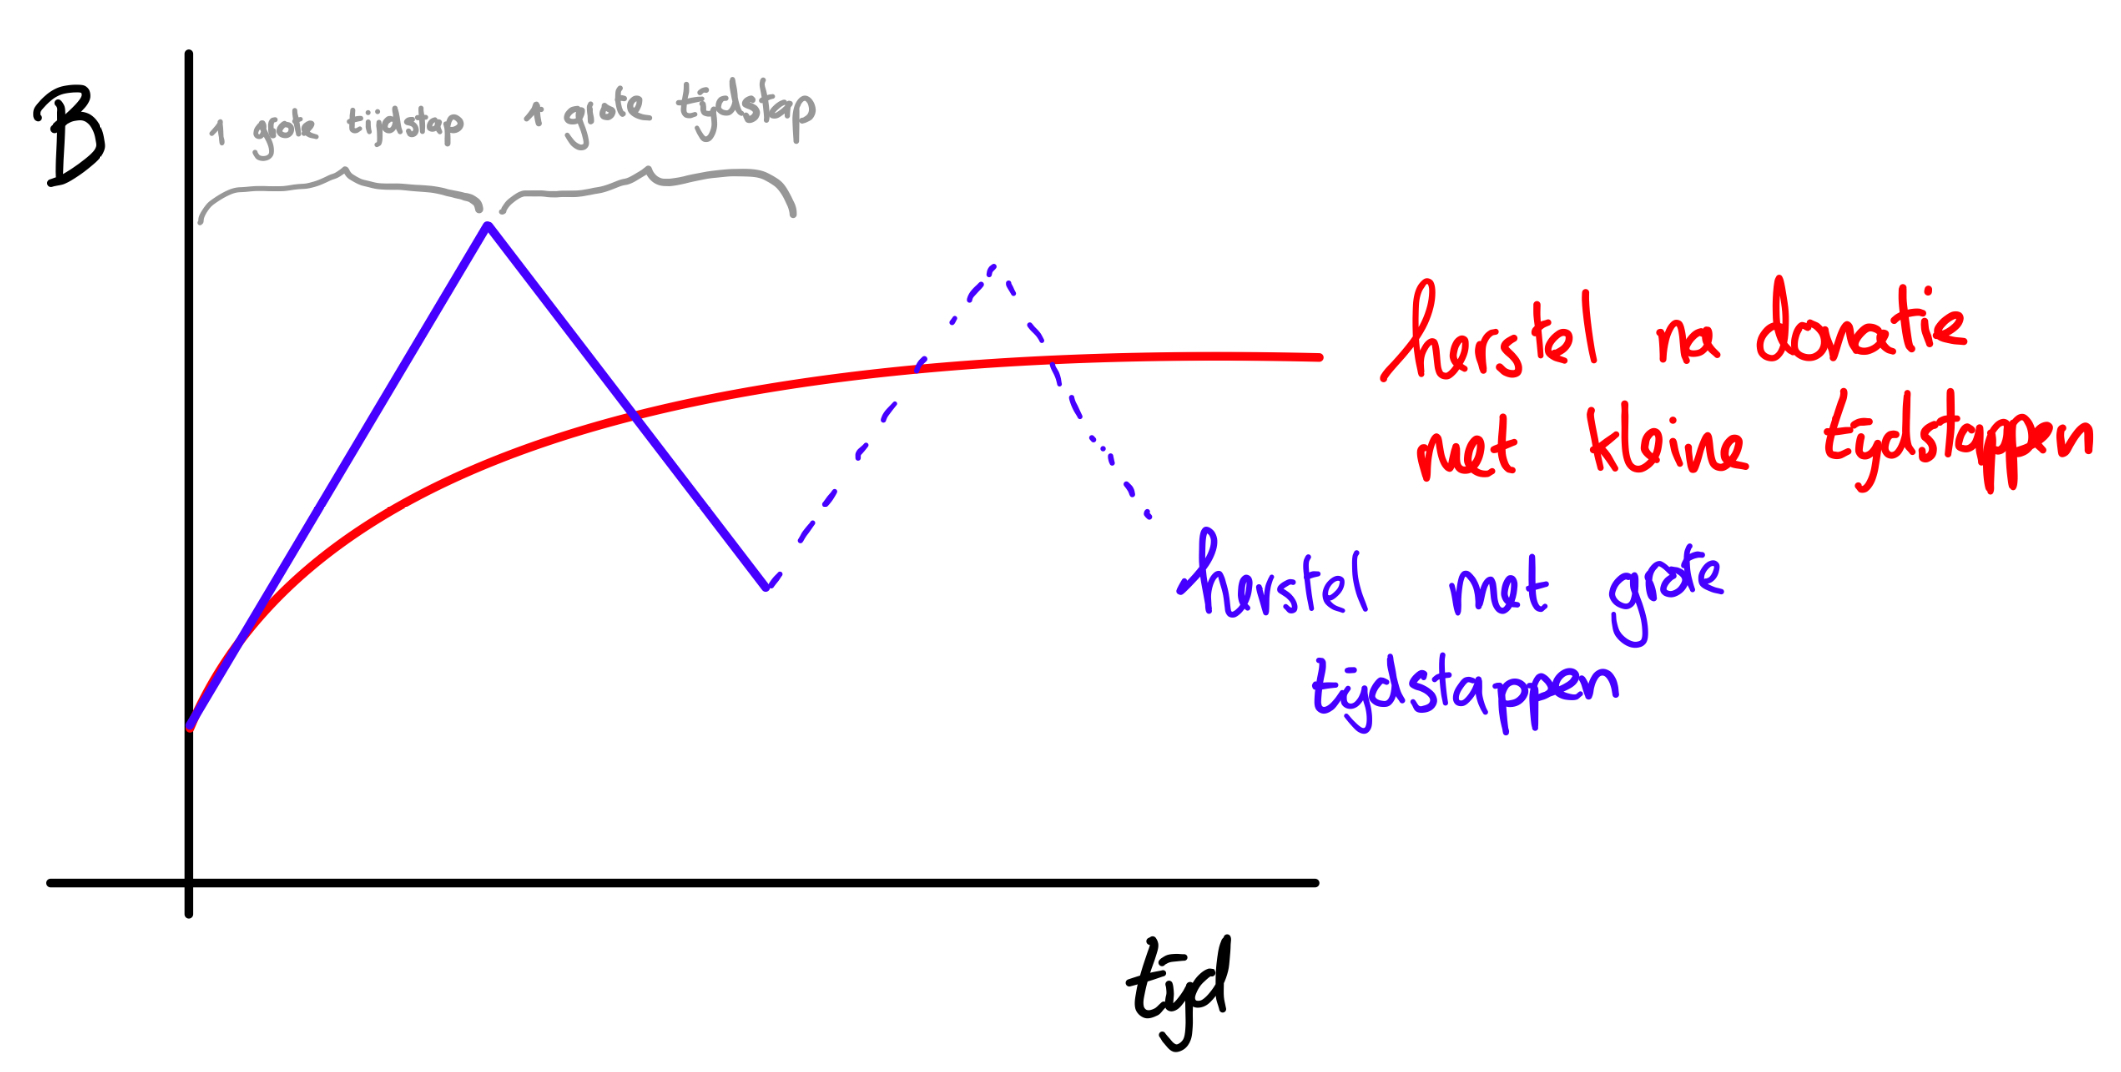 B
1 grote tijdstap
1 grote tijdstap
herstel na donatie
met kleine tijdstappen
herstel met grote
tijdstappen
tijd